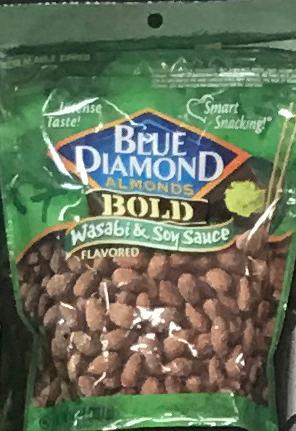 Intense
Taste!
Smart
Snacking!
BLUE
DIAMOND
ALMONDS
BOLD
Wasabi & Soy Sauce
FLAVORED